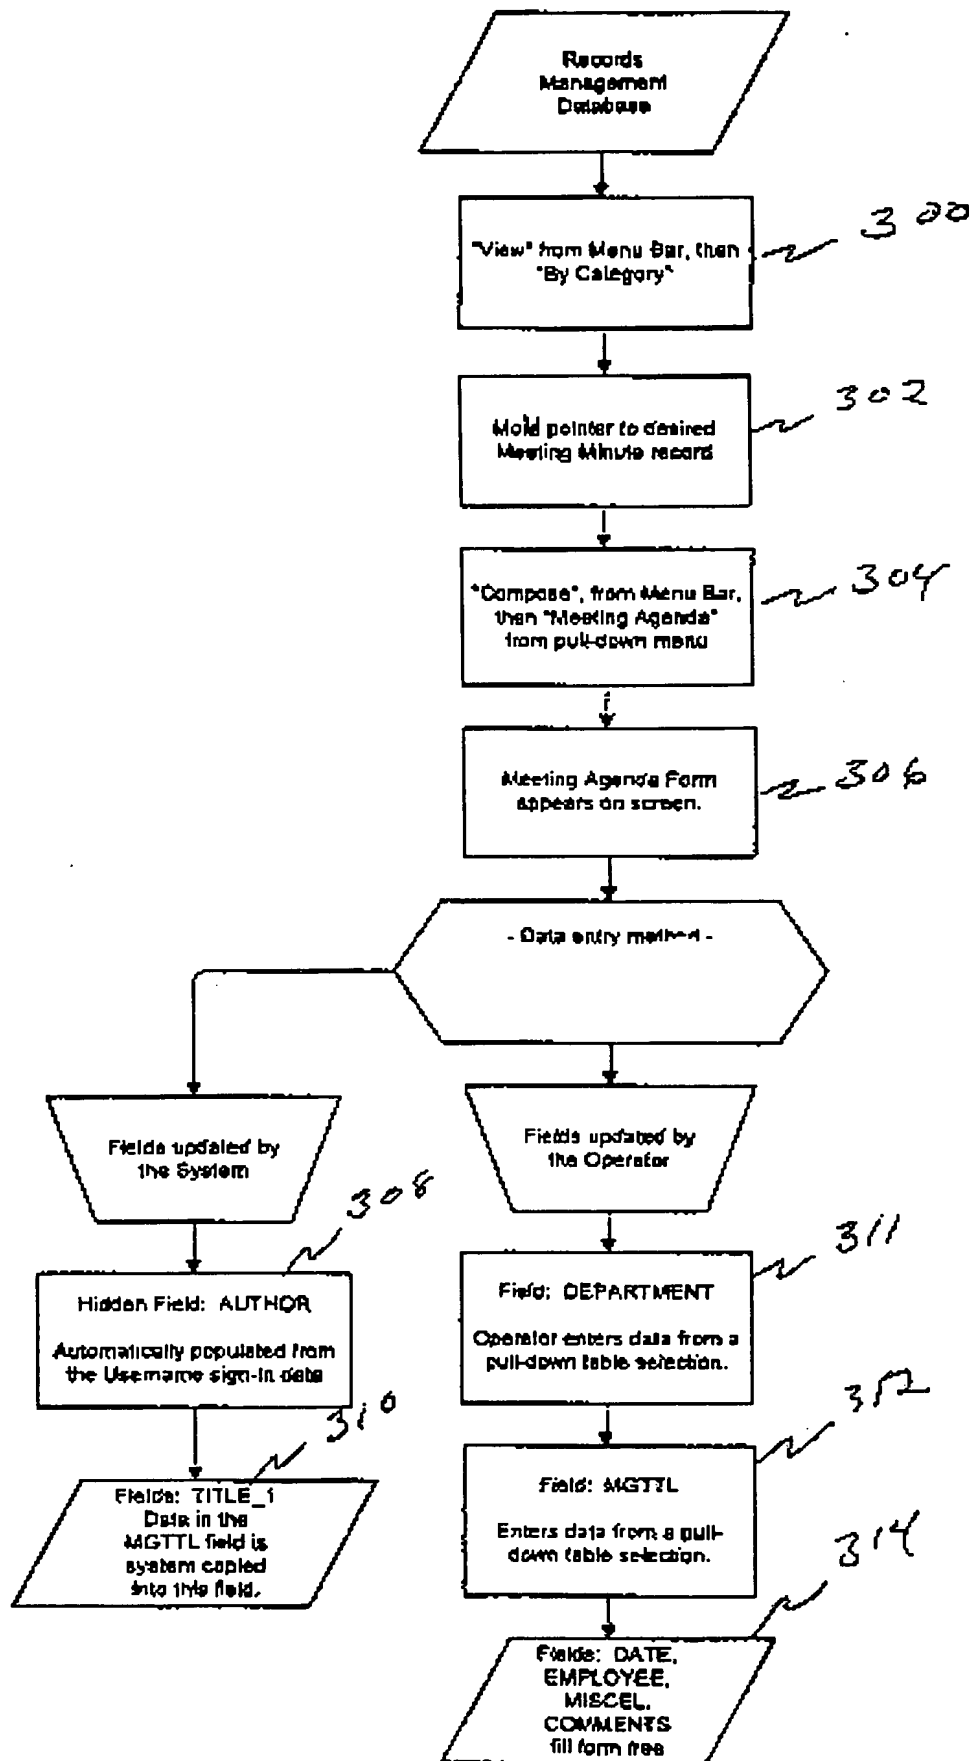 Records
Management
Database
300
"View" from Menu Bar, then
"By Category"
302
Mold pointer to desired
Meeting Minute record
304
"Compose", from Menu Bar,
then "Meeting Agenda"
from pull-down menu
306
Meeting Agenda Form
appears on screen.
- Data entry method -
Fields updated by
the System
308
Hidden Field: AUTHOR
Automatically populated from
the Username sign-in data
310
Fields: TITLE_1
Data in the
MGTTL field is
system copied
into this field.
Fields updated by
the Operator
311
Field: DEPARTMENT
Operator enters data from a
pull-down table selection.
312
Field: MGTTL
Enters data from a pull-
down table selection.
314
Fields: DATE,
EMPLOYEE,
MISCEL,
COMMENTS
fill form free